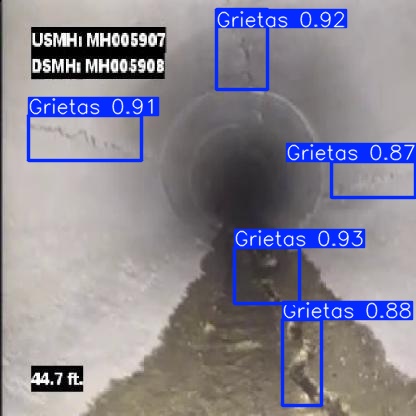 Grietas 0.92
USMH: MH005907
DSMH: MH005908
Grietas 0.91
Grietas 0.87
Grietas 0.93
Grietas 0.88
44.7 ft.